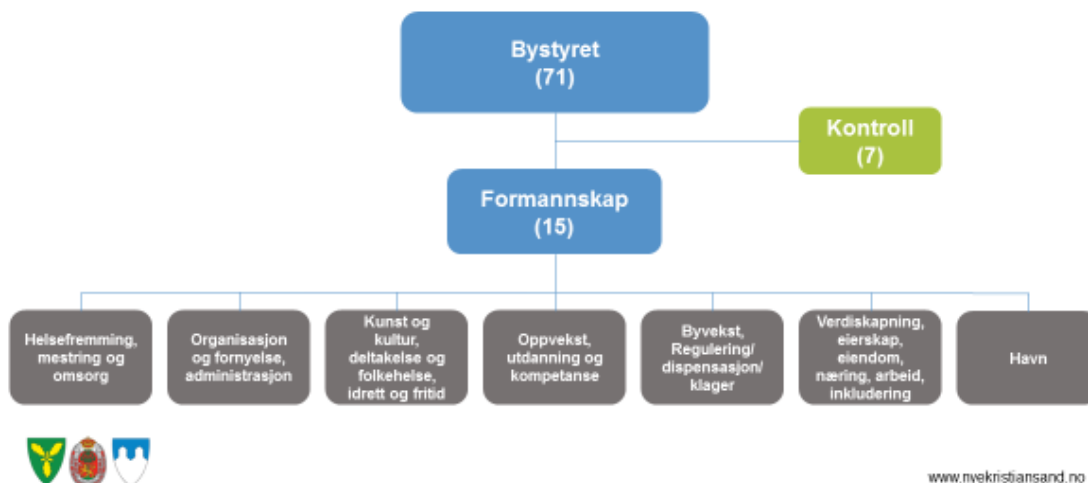 Bystyret
(71)
Kontroll
(7)
Formannskap
(15)
Helsefremming,
mestring og
omsorg
Organisasjon
og fornyelse,
administrasjon
Kunst og
kultur,
deltakelse og
folkehelse,
idrett og fritid
Oppvekst,
utdanning og
kompetanse
Byvekst,
Regulering/
dispensasjon/
klager
Verdiskapning,
eierskap,
eiendom,
næring, arbeid,
inkludering
Havn
www.nyekristiansand.no